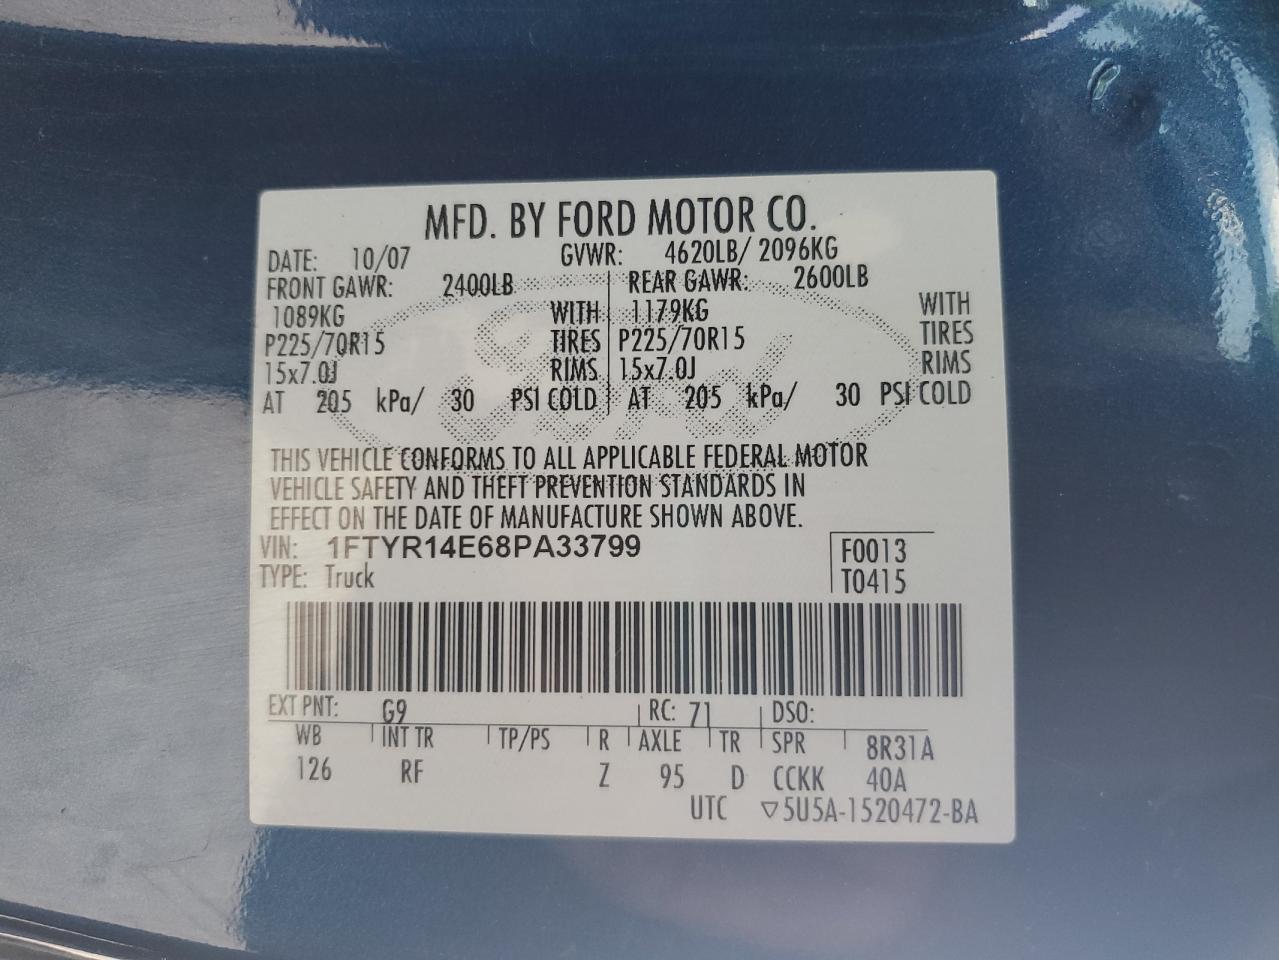 MFD. BY FORD MOTOR CO.
DATE: 10/07 GVWR: 4620LB/ 2096KG
FRONT GAWR: 2400LB REAR GAWR: 2600LB
1089KG WITH 1179KG WITH
P225/70R15 TIRES P225/70R15 TIRES
15x7.0J RIMS 15x7.0J RIMS
AT 205 kPa/ 30 PSI COLD AT 205 kPa/ 30 PSI COLD
THIS VEHICLE CONFORMS TO ALL APPLICABLE FEDERAL MOTOR
VEHICLE SAFETY AND THEFT PREVENTION STANDARDS IN
EFFECT ON THE DATE OF MANUFACTURE SHOWN ABOVE.
VIN: 1FTYR14E68PA33799 F0013
TYPE: Truck T0415
EXT PNT: G9 RC: 71 DSO:
WB INT TR TP/PS R AXLE TR SPR 8R31A
126 RF Z 95 D CCKK 40A
UTC ▽5U5A-1520472-BA